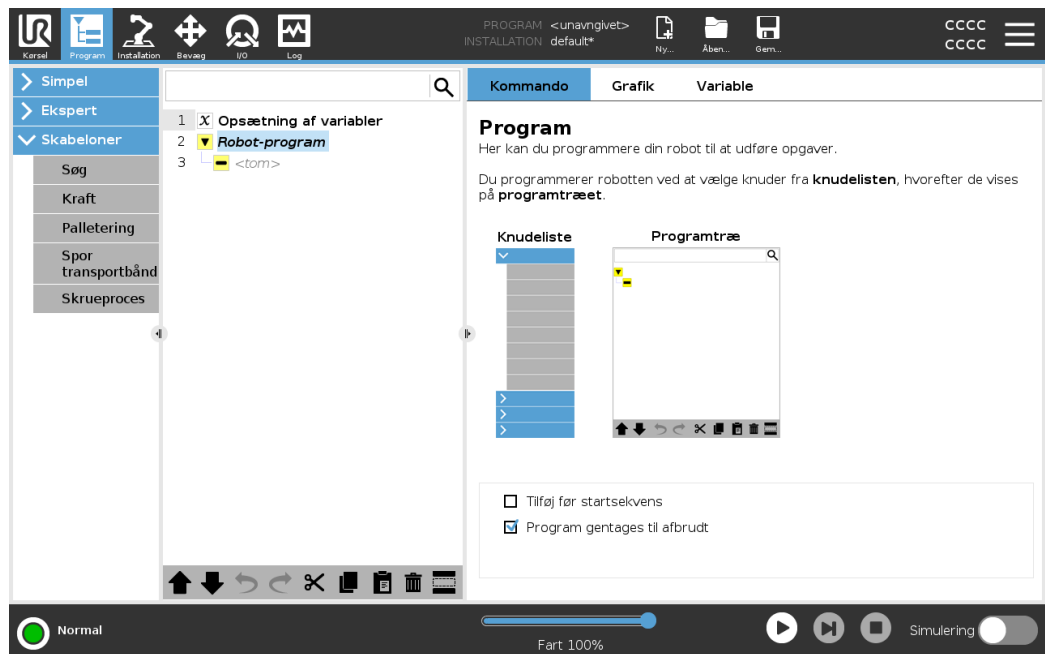 UR
Kørsel
Program
Installation
Bevæg
I/O
Log
PROGRAM <unavngivet>
INSTALLATION default*
Ny...
Åben...
Gem...
CCCC
CCCC
Simpel
Ekspert
Skabeloner
Søg
Kraft
Palletering
Spor
transportbånd
Skrueproces
1 X Opsætning af variabler
2 Robot-program
3 <tom>
Kommando
Grafik
Variable
Program
Her kan du programmere din robot til at udføre opgaver.
Du programmerer robotten ved at vælge knuder fra knudelisten, hvorefter de vises
på programtræet.
Knudeliste
Programtræ
Tilføj før startsekvens
Program gentages til afbrudt
Normal
Fart 100%
Simulering